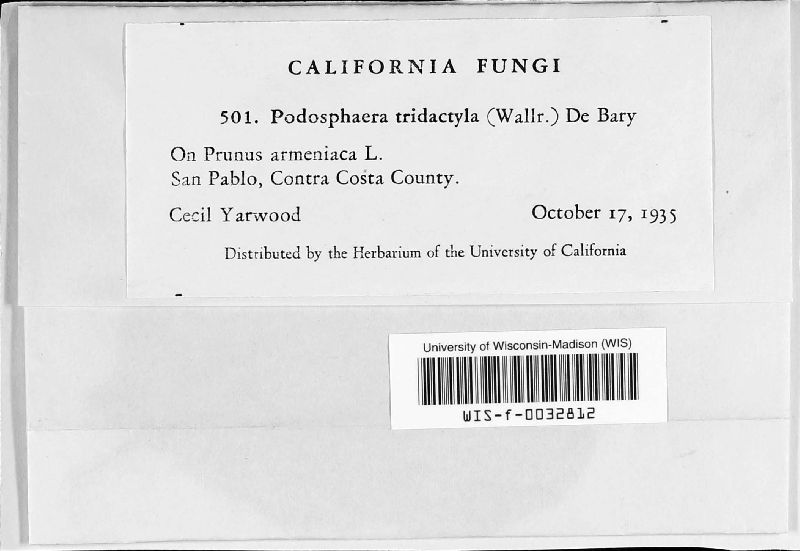 CALIFORNIA FUNGI
501. Podosphaera tridactyla (Wallr.) De Bary
On Prunus armeniaca L.
San Pablo, Contra Costa County.
Cecil Yarwood October 17, 1935
Distributed by the Herbarium of the University of California
University of Wisconsin-Madison (WIS)
WIS-f-0032812